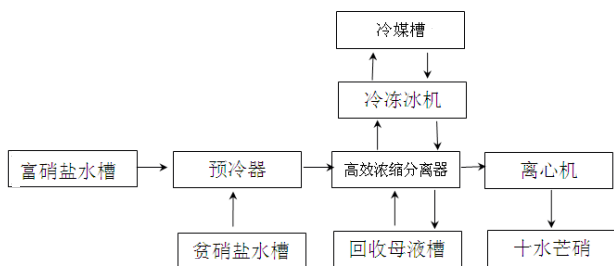 冷媒槽
冷冻冰机
富硝盐水槽
预冷器
高效浓缩分离器
离心机
贫硝盐水槽
回收母液槽
十水芒硝